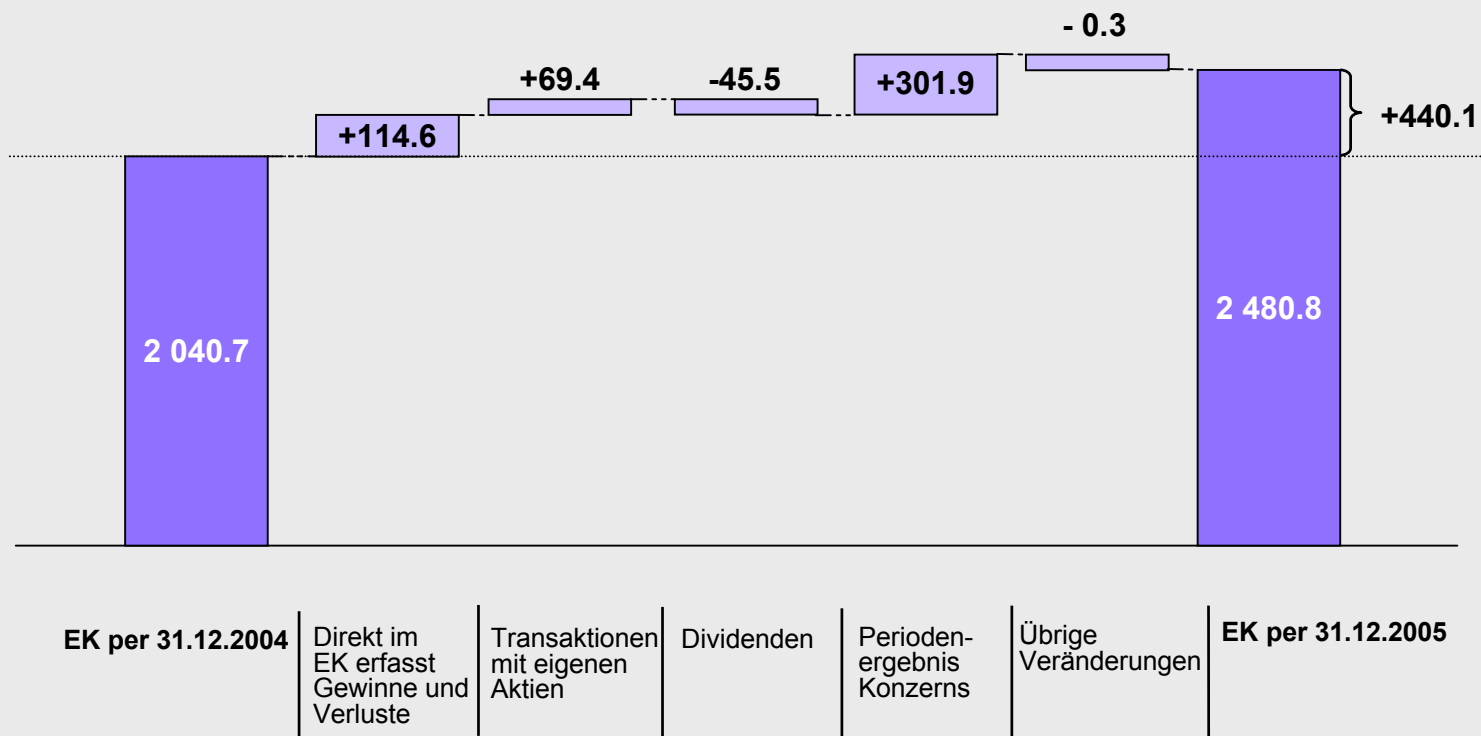 - 0.3
+69.4
-45.5
+301.9
+440.1
+114.6
2 040.7
2 480.8
EK per 31.12.2004
Direkt im
EK erfasst
Gewinne und
Verluste
Transaktionen
mit eigenen
Aktien
Dividenden
Perioden-
ergebnis
Konzerns
Übrige
Veränderungen
EK per 31.12.2005